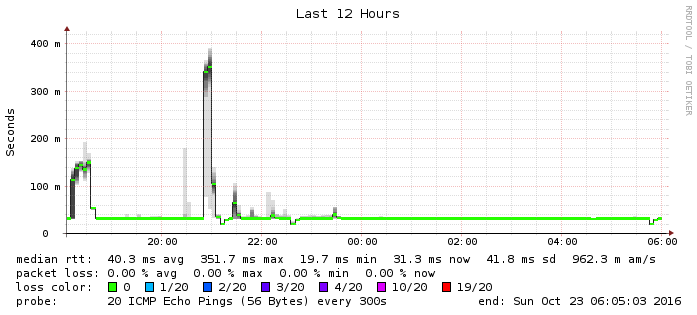 Last 12 Hours
RRDTOOL / TOBI OETIKER
Seconds
400 m
300 m
200 m
100 m
0
20:00 22:00 00:00 02:00 04:00 06:00
median rtt: 40.3 ms avg 351.7 ms max 19.7 ms min 31.3 ms now 41.8 ms sd 962.3 m am/s
packet loss: 0.00 % avg 0.00 % max 0.00 % min 0.00 % now
loss color: 0 1/20 2/20 3/20 4/20 10/20 19/20
probe: 20 ICMP Echo Pings (56 Bytes) every 300s end: Sun Oct 23 06:05:03 2016